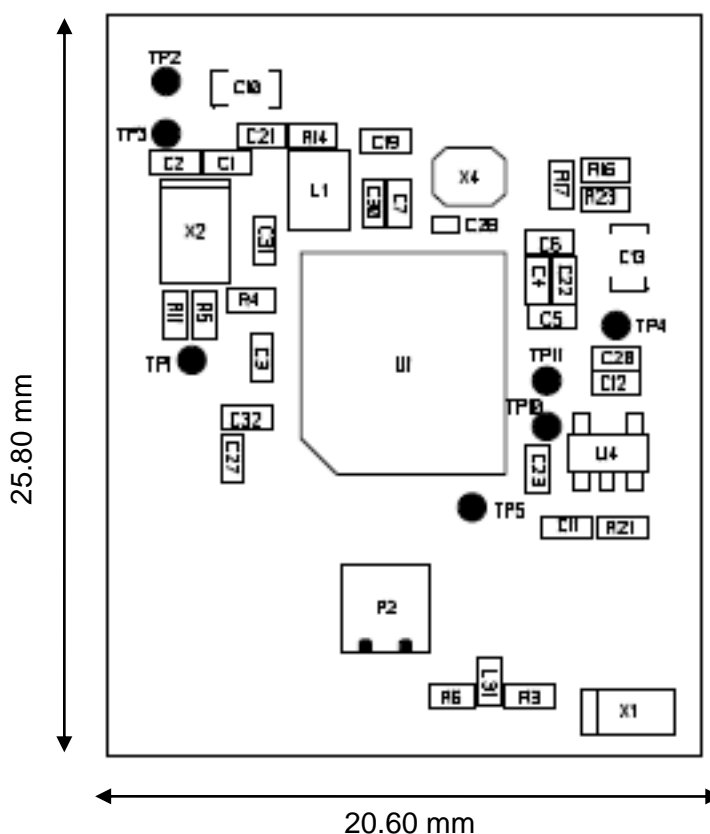 TP2
C10
TP3
C21
R14
C19
C2
C1
L1
X4
R17
R16
R23
X2
C30
C7
C28
C31
C6
C13
C4
C22
R11
R5
R4
C5
TP4
TP1
C3
U1
TP11
C28
C12
TP10
C32
C27
C23
U4
TP5
C11
R21
P2
L31
R6
R3
X1
25.80 mm
20.60 mm